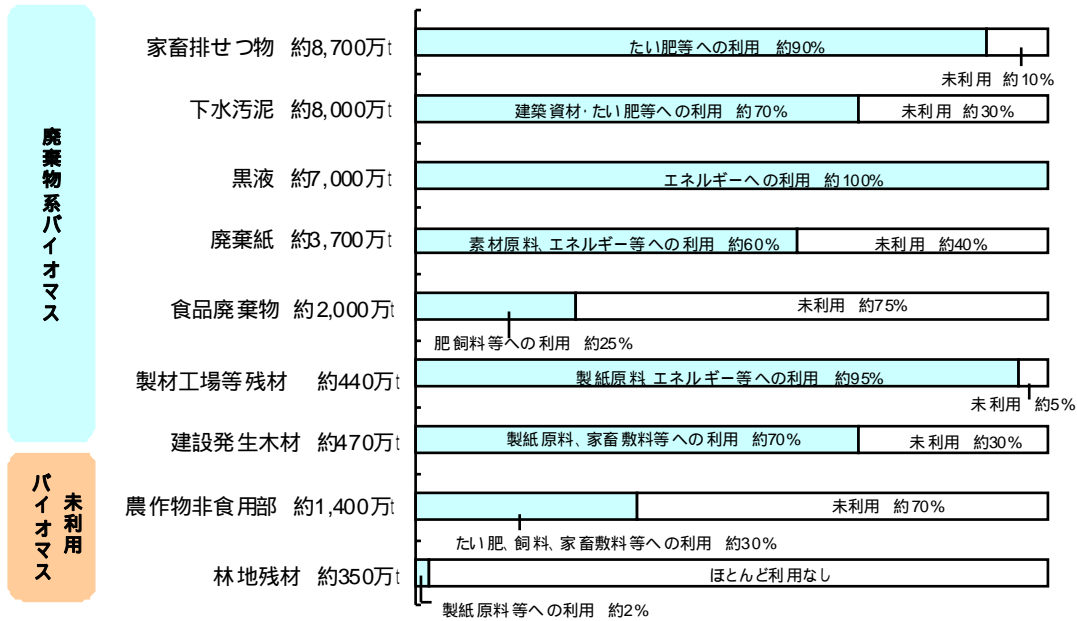 廃棄物系バイオマス
家畜排せつ物 約8,700万t
たい肥等への利用 約90%
未利用 約10%
下水汚泥 約8,000万t
建築資材・たい肥等への利用 約70%
未利用 約30%
黒液 約7,000万t
エネルギーへの利用 約100%
廃棄紙 約3,700万t
素材原料、エネルギー等への利用 約60%
未利用 約40%
食品廃棄物 約2,000万t
未利用 約75%
肥飼料等への利用 約25%
製材工場等残材 約440万t
製紙原料、エネルギー等への利用 約95%
未利用 約5%
建設発生木材 約470万t
製紙原料、家畜敷料等への利用 約70%
未利用 約30%
未利用
バイオマス
農作物非食用部 約1,400万t
未利用 約70%
たい肥、飼料、家畜敷料等への利用 約30%
林地残材 約350万t
ほとんど利用なし
製紙原料等への利用 約2%